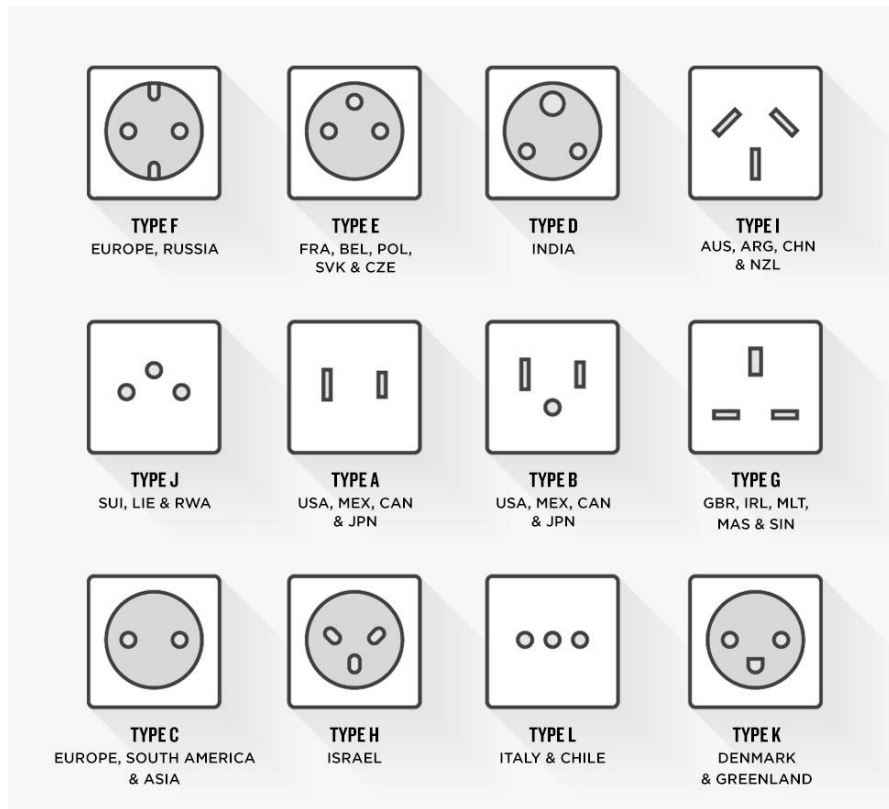 TYPE F
EUROPE, RUSSIA
TYPE E
FRA, BEL, POL,
SVK & CZE
TYPE D
INDIA
TYPE I
AUS, ARG, CHN
& NZL
TYPE J
SUI, LIE & RWA
TYPE A
USA, MEX, CAN
& JPN
TYPE B
USA, MEX, CAN
& JPN
TYPE G
GBR, IRL, MLT,
MAS & SIN
TYPE C
EUROPE, SOUTH AMERICA
& ASIA
TYPE H
ISRAEL
TYPE L
ITALY & CHILE
TYPE K
DENMARK
& GREENLAND